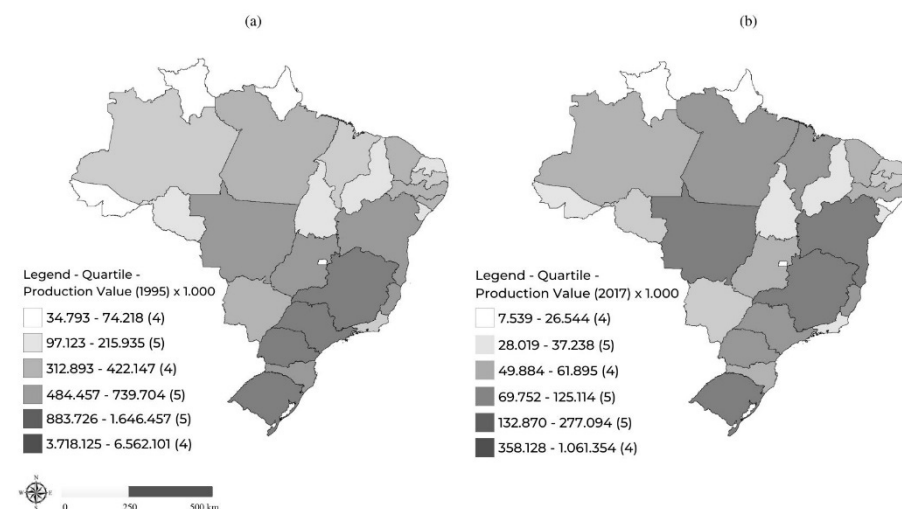 (a)
(b)
Legend - Quartile -
Production Value (1995) x 1.000
34.793 - 74.218 (4)
97.123 - 215.935 (5)
312.893 - 422.147 (4)
484.457 - 739.704 (5)
883.726 - 1.646.457 (5)
3.718.125 - 6.562.101 (4)
Legend - Quartile -
Production Value (2017) x 1.000
7.539 - 26.544 (4)
28.019 - 37.238 (5)
49.884 - 61.895 (4)
69.752 - 125.114 (5)
132.870 - 277.094 (5)
358.128 - 1.061.354 (4)
N
W E
S
0 250 500 km